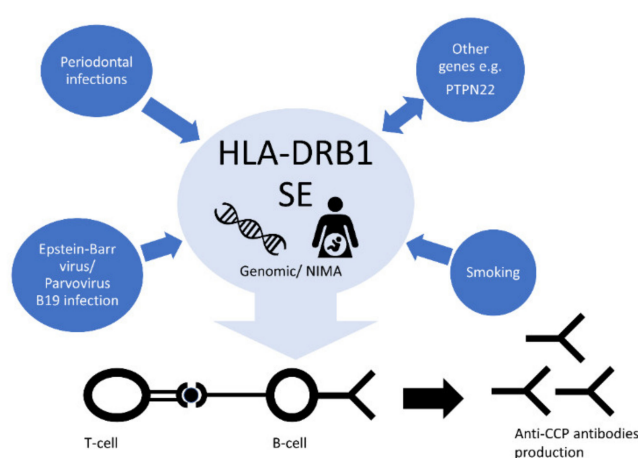 Periodontal
infections
Other
genes e.g.
PTPN22
HLA-DRB1
SE
Genomic/ NIMA
Epstein-Barr
virus/
Parvovirus
B19 infection
Smoking
T-cell
B-cell
Anti-CCP antibodies
production